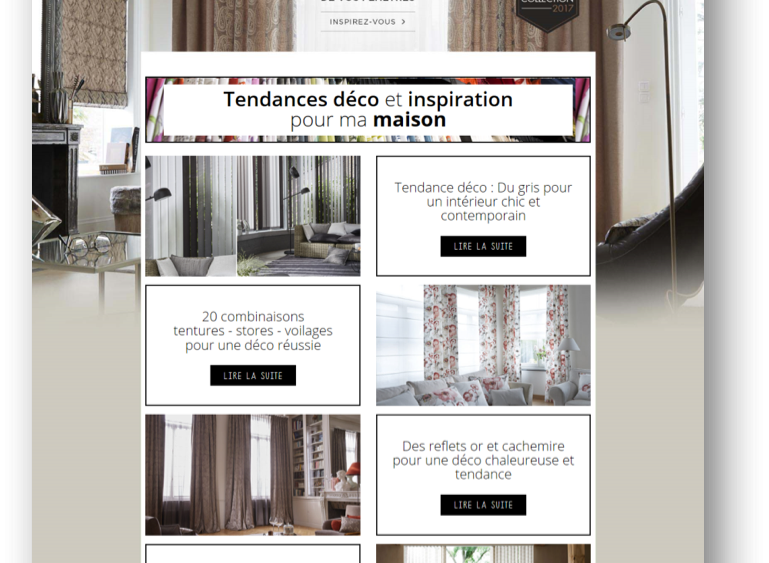 INSPIREZ-VOUS >
COLLECTION
2017
Tendances déco et inspiration
pour ma maison
Tendance déco : Du gris pour
un intérieur chic et
contemporain
LIRE LA SUITE
20 combinaisons
tentures - stores - voilages
pour une déco réussie
LIRE LA SUITE
Des reflets or et cachemire
pour une déco chaleureuse et
tendance
LIRE LA SUITE